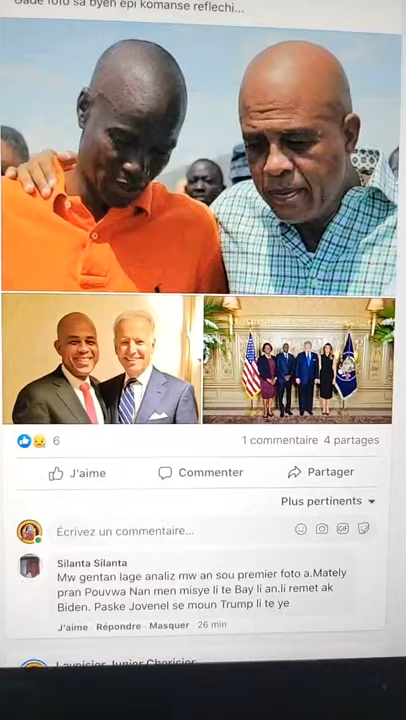 Gade foto sa byen epi komanse reflechi...
6
1 commentaire 4 partages
J'aime
Commenter
Partager
Plus pertinents
Écrivez un commentaire...
GIF
Silanta Silanta
Mw gentan lage analiz mw an sou premier foto a.Mately
pran Pouvwa Nan men misye li te Bay li an.li remet ak
Biden. Paske Jovenel se moun Trump li te ye
J'aime · Répondre · Masquer · 26 min